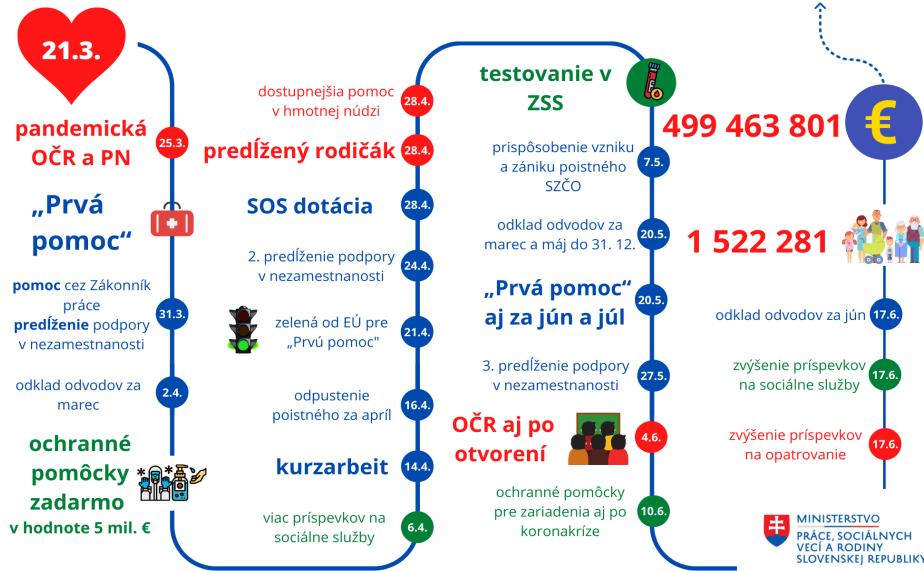 21.3.
pandemická
OČR a PN
25.3.
„Prvá
pomoc“
pomoc cez Zákonník
práce
predĺženie podpory
v nezamestnanosti
31.3.
odklad odvodov za
marec
2.4.
ochranné
pomôcky
zadarmo
v hodnote 5 mil. €
dostupnejšia pomoc
v hmotnej núdzi
28.4.
predĺžený rodičák
28.4.
SOS dotácia
28.4.
2. predĺženie podpory
v nezamestnanosti
24.4.
zelená od EÚ pre
„Prvú pomoc"
21.4.
odpustenie
poistného za apríl
16.4.
kurzarbeit
14.4.
viac príspevkov na
sociálne služby
6.4.
testovanie v
ZSS
prispôsobenie vzniku
a zániku poistného
SZČO
7.5.
odklad odvodov za
marec a máj do 31. 12.
20.5.
„Prvá pomoc“
aj za jún a júl
20.5.
3. predĺženie podpory
v nezamestnanosti
27.5.
OČR aj po
otvorení
4.6.
ochranné pomôcky
pre zariadenia aj po
koronakríze
10.6.
499 463 801
€
1 522 281
odklad odvodov za jún
17.6.
zvýšenie príspevkov
na sociálne služby
17.6.
zvýšenie príspevkov
na opatrovanie
17.6.
MINISTERSTVO
PRÁCE, SOCIÁLNYCH
VECÍ A RODINY
SLOVENSKEJ REPUBLIKY